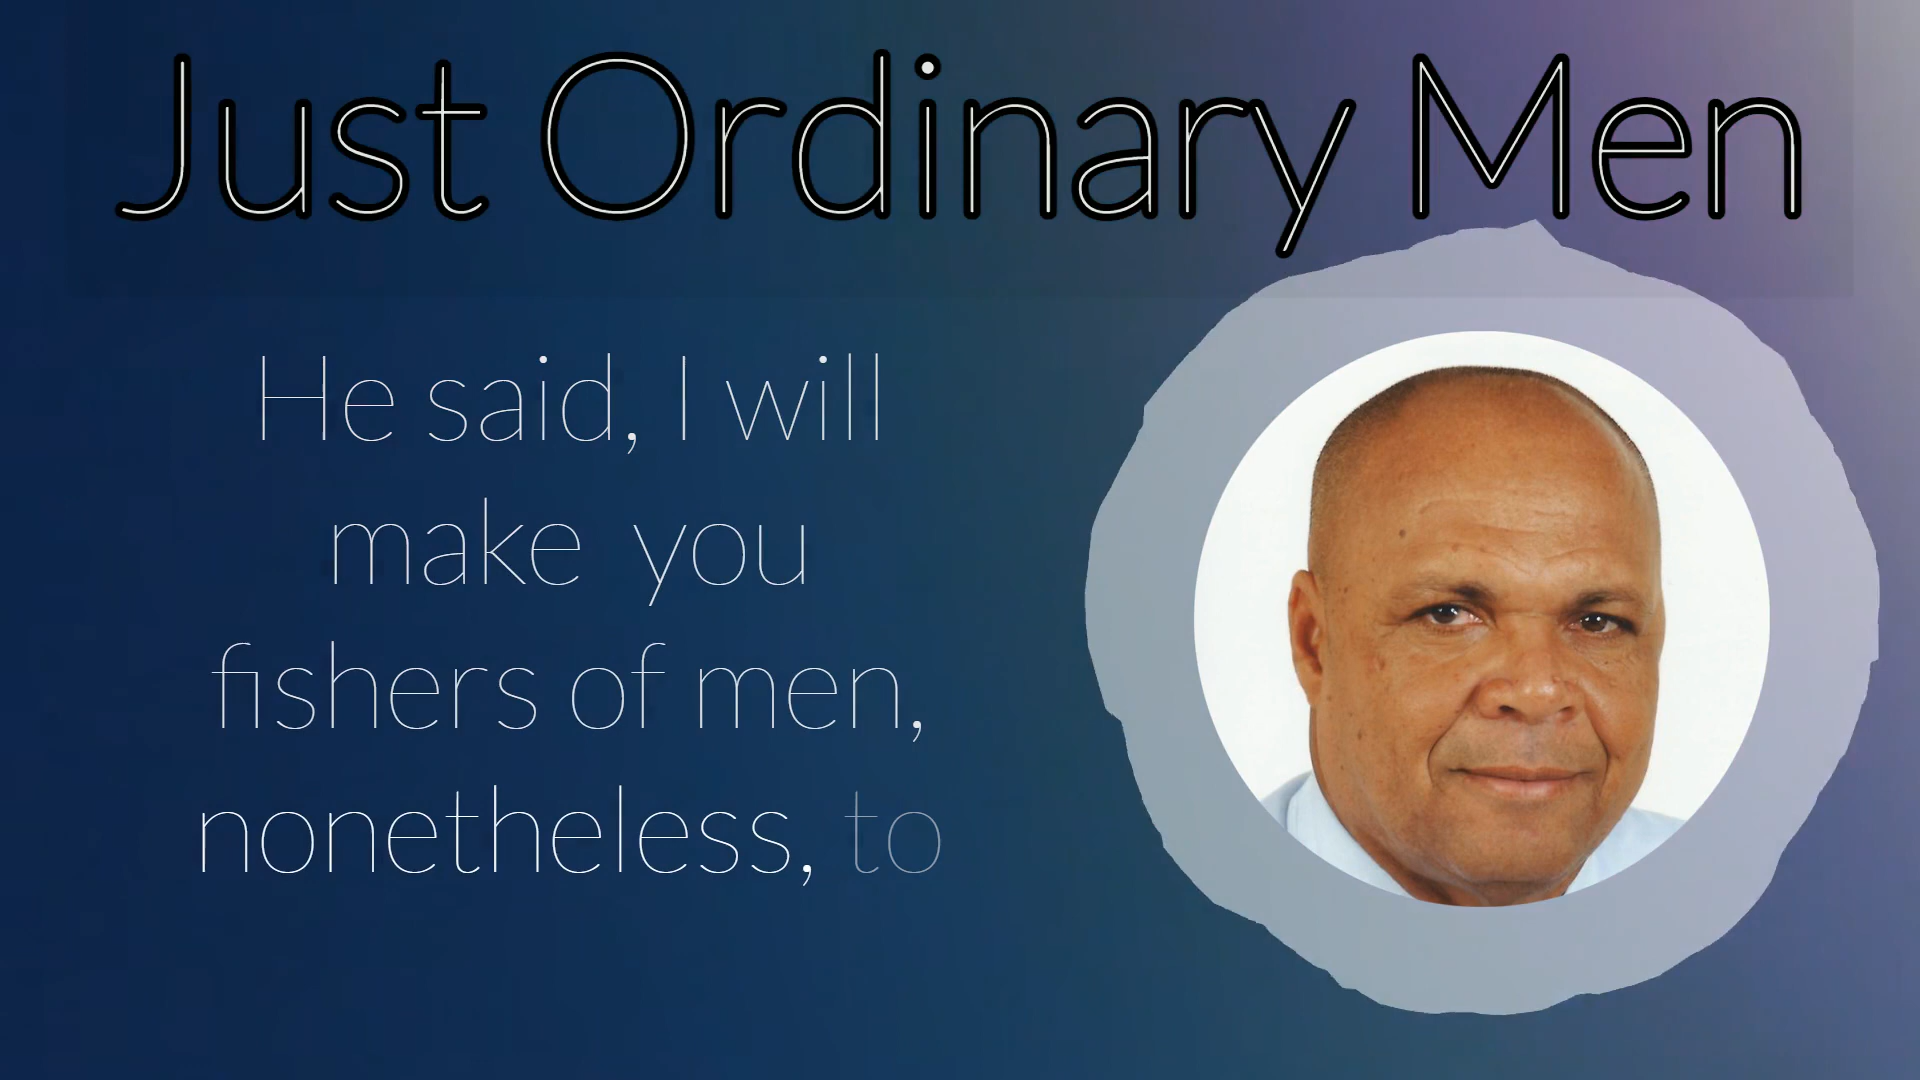 Just Ordinary Men
He said, I will
make you
fishers of men,
nonetheless, to